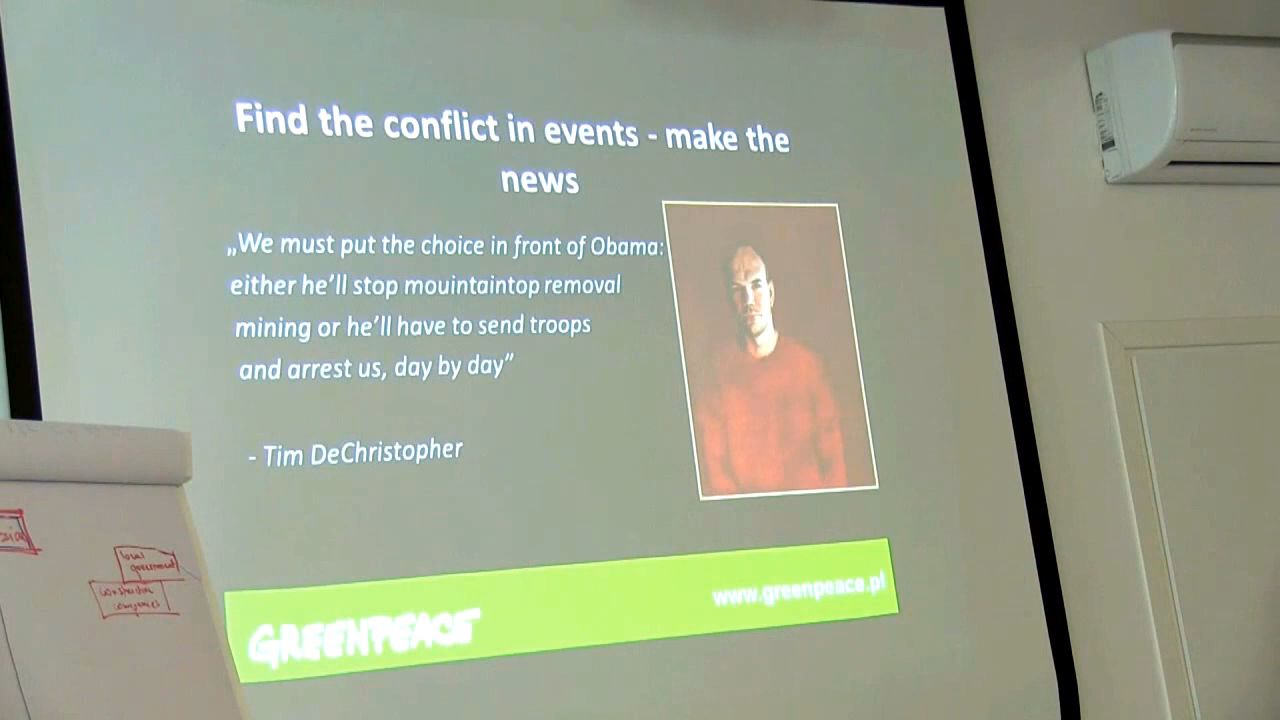 Find the conflict in events - make the
news
„We must put the choice in front of Obama:
either he'll stop mouintaintop removal
mining or he'll have to send troops
and arrest us, day by day”
- Tim DeChristopher
www.greenpeace.pl
GREENPEACE
local
government
construction
companies